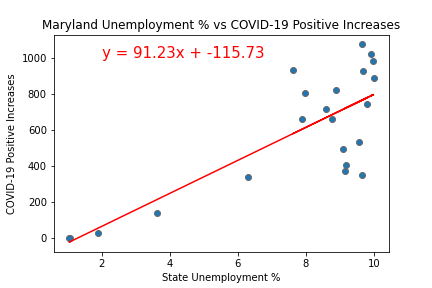 Maryland Unemployment % vs COVID-19 Positive Increases
y = 91.23x + -115.73
COVID-19 Positive Increases
1000
800
600
400
200
0
2
4
6
8
10
State Unemployment %